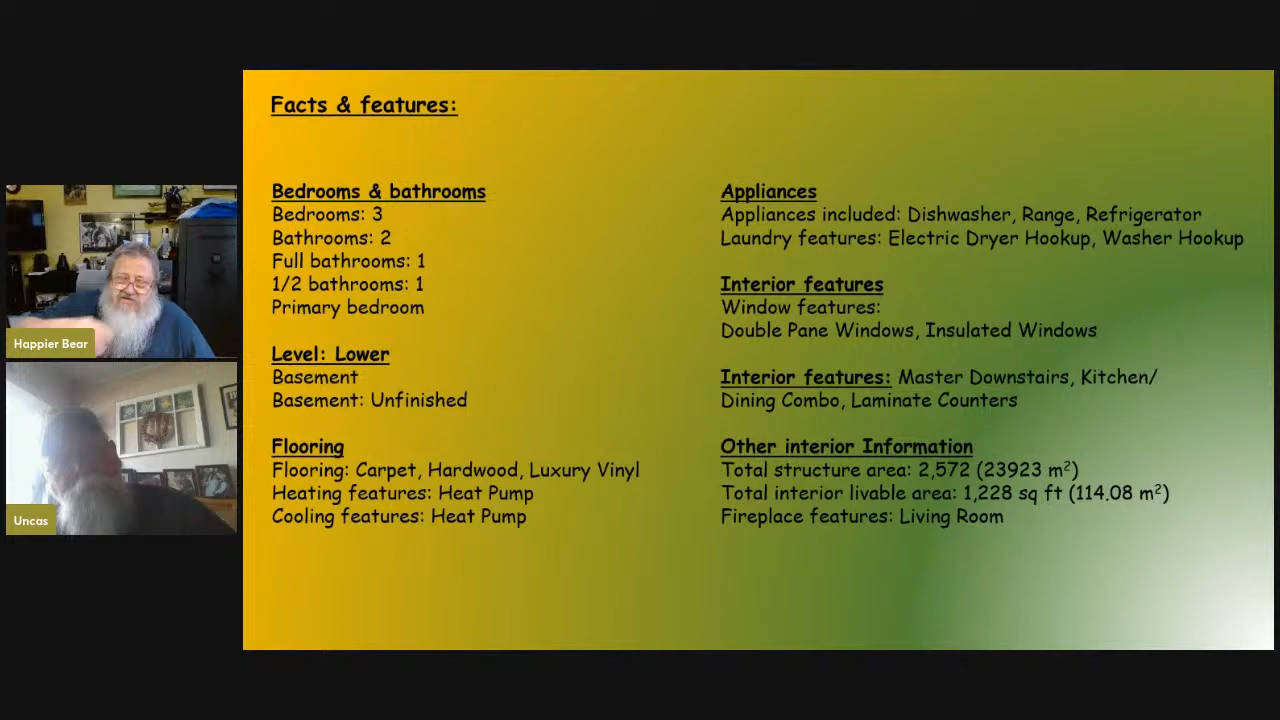 Facts & features:
Bedrooms & bathrooms
Bedrooms: 3
Bathrooms: 2
Full bathrooms: 1
1/2 bathrooms: 1
Primary bedroom
Level: Lower
Basement
Basement: Unfinished
Flooring
Flooring: Carpet, Hardwood, Luxury Vinyl
Heating features: Heat Pump
Cooling features: Heat Pump
Appliances
Appliances included: Dishwasher, Range, Refrigerator
Laundry features: Electric Dryer Hookup, Washer Hookup
Interior features
Window features:
Double Pane Windows, Insulated Windows
Interior features: Master Downstairs, Kitchen/
Dining Combo, Laminate Counters
Other interior Information
Total structure area: 2,572 (23923 m²)
Total interior livable area: 1,228 sq ft (114.08 m²)
Fireplace features: Living Room
Happier Bear
Uncas